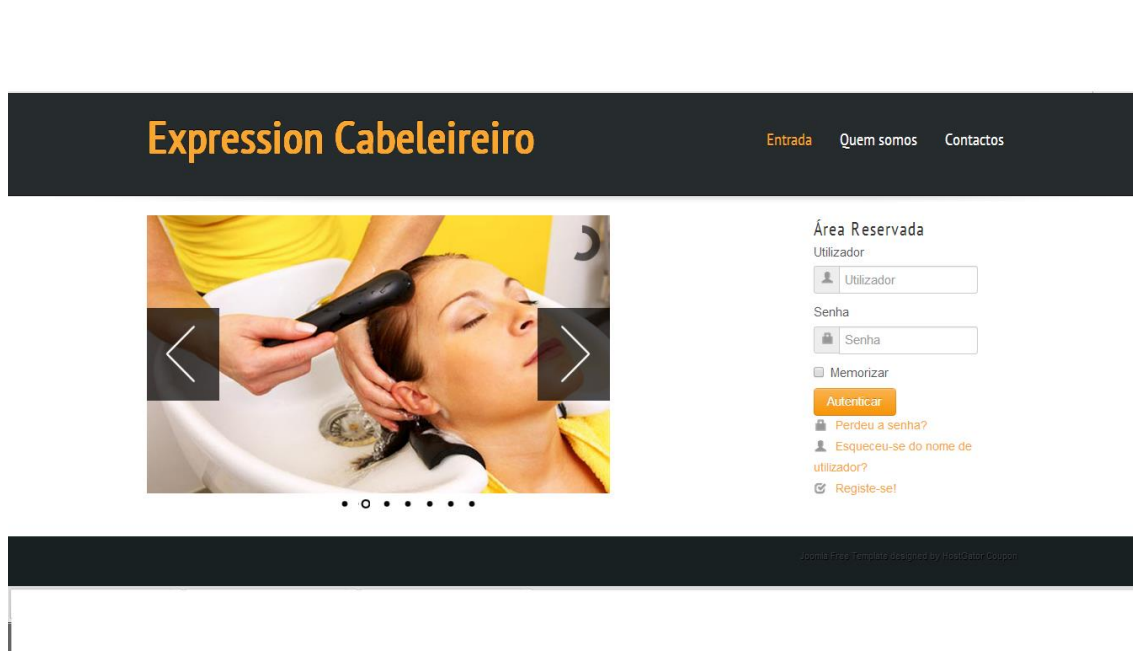 Expression Cabeleireiro
Entrada Quem somos Contactos
Área Reservada
Utilizador
Utilizador
Senha
Senha
Memorizar
Autenticar
Perdeu a senha?
Esqueceu-se do nome de
utilizador?
Registe-se!
Joomla Free Template designed by HostGator Coupon